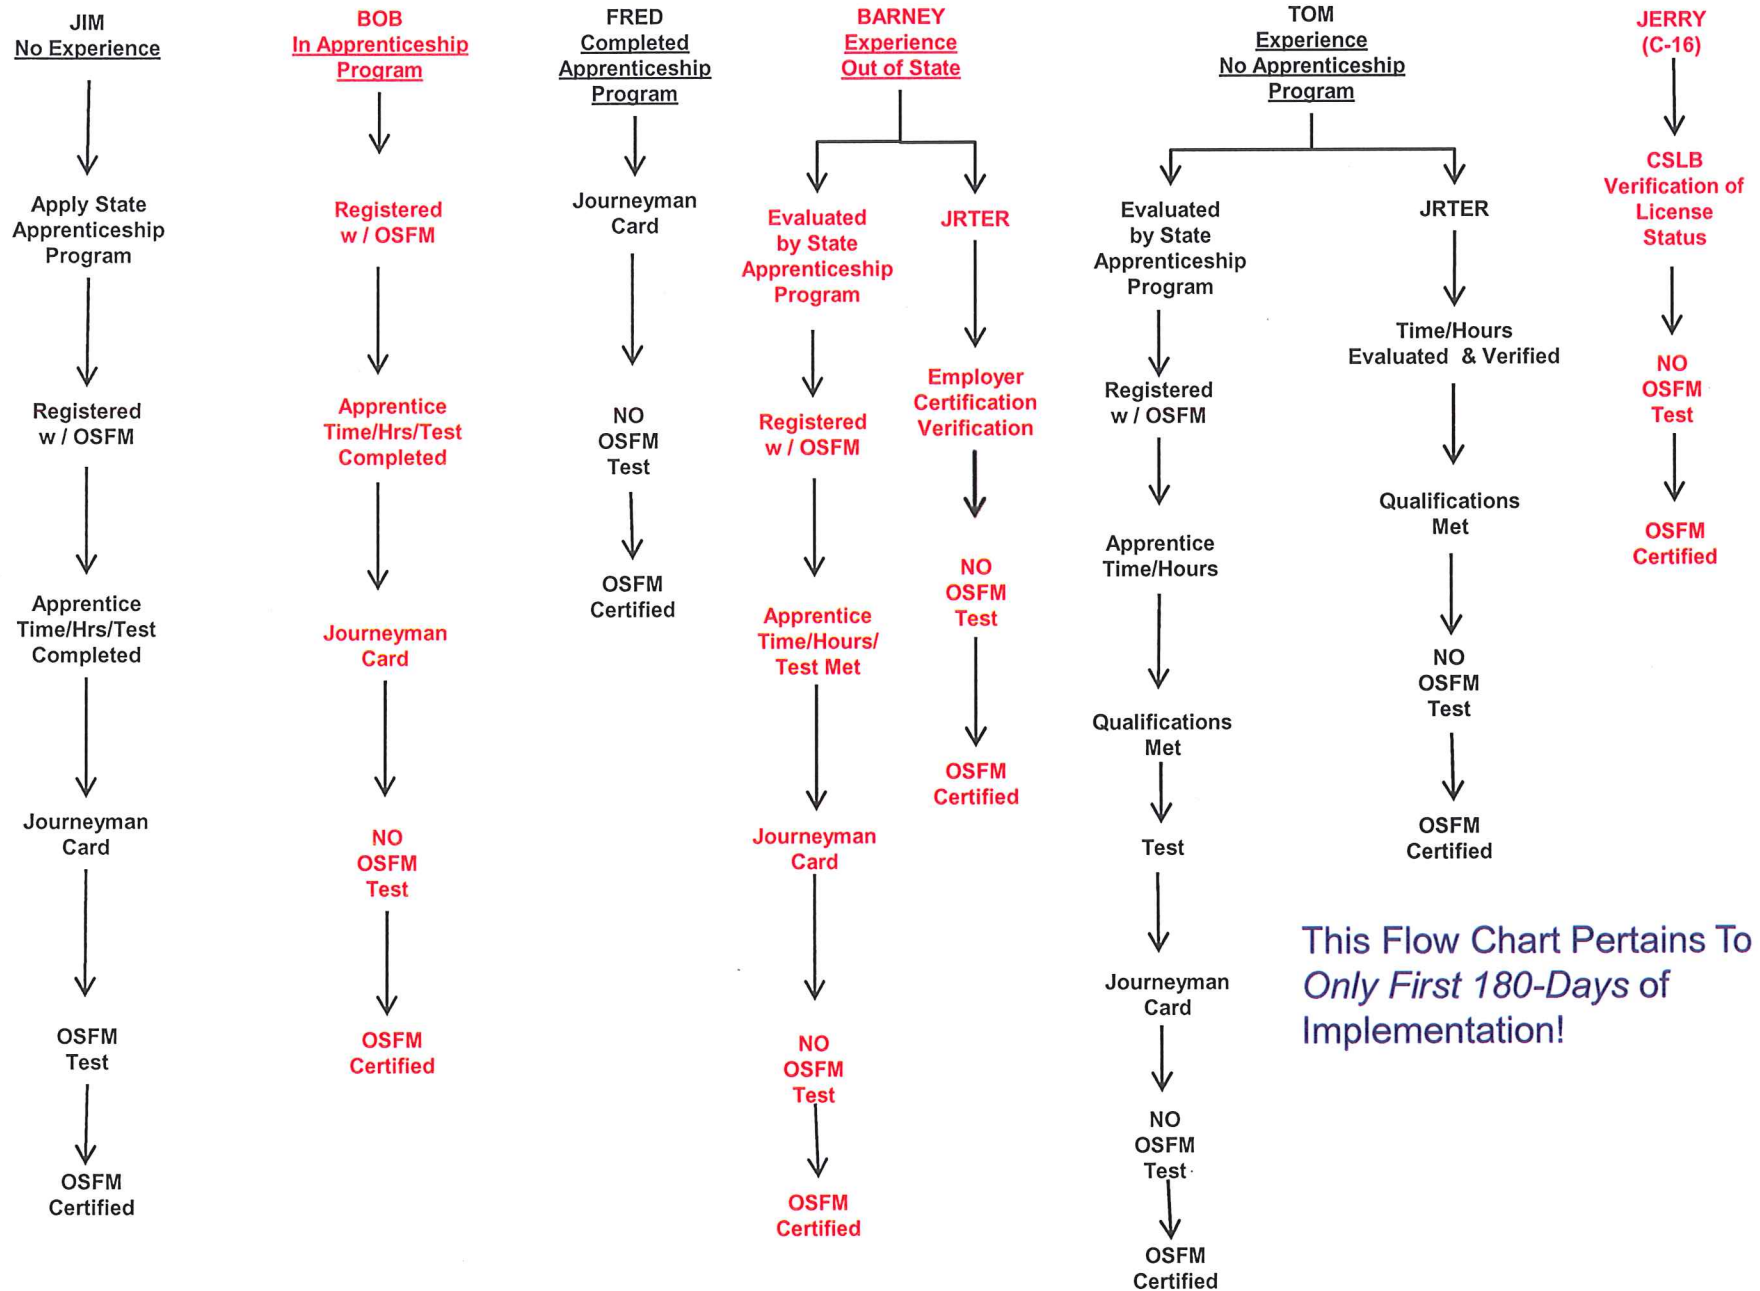 JIM
No Experience
Apply State
Apprenticeship
Program
Registered
w / OSFM
Apprentice
Time/Hrs/Test
Completed
Journeyman
Card
OSFM
Test
OSFM
Certified
BOB
In Apprenticeship
Program
Registered
w / OSFM
Apprentice
Time/Hrs/Test
Completed
Journeyman
Card
NO
OSFM
Test
OSFM
Certified
FRED
Completed
Apprenticeship
Program
Journeyman
Card
NO
OSFM
Test
OSFM
Certified
BARNEY
Experience
Out of State
Evaluated
by State
Apprenticeship
Program
Registered
w / OSFM
Apprentice
Time/Hours/
Test Met
Journeyman
Card
NO
OSFM
Test
OSFM
Certified
JRTER
Employer
Certification
Verification
NO
OSFM
Test
OSFM
Certified
TOM
Experience
No Apprenticeship
Program
Evaluated
by State
Apprenticeship
Program
Registered
w / OSFM
Apprentice
Time/Hours
Qualifications
Met
Test
Journeyman
Card
NO
OSFM
Test
OSFM
Certified
JRTER
Time/Hours
Evaluated & Verified
Qualifications
Met
NO
OSFM
Test
OSFM
Certified
JERRY
(C-16)
CSLB
Verification of
License
Status
NO
OSFM
Test
OSFM
Certified
This Flow Chart Pertains To
Only First 180-Days of
Implementation!